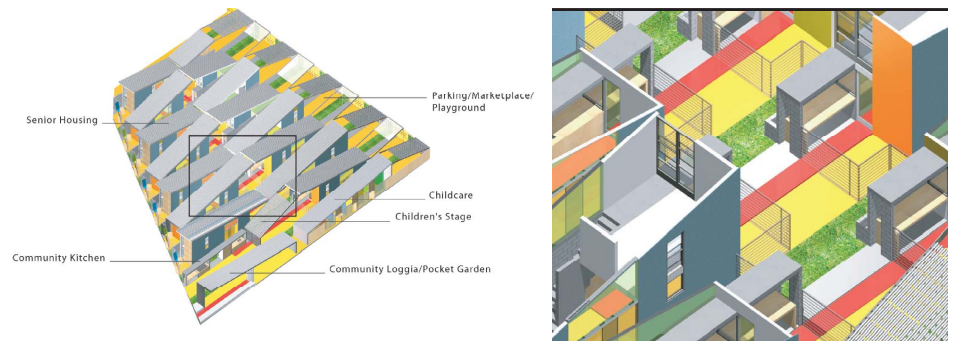 Parking/Marketplace/
Playground
Senior Housing
Childcare
Children's Stage
Community Kitchen
Community Loggia/Pocket Garden